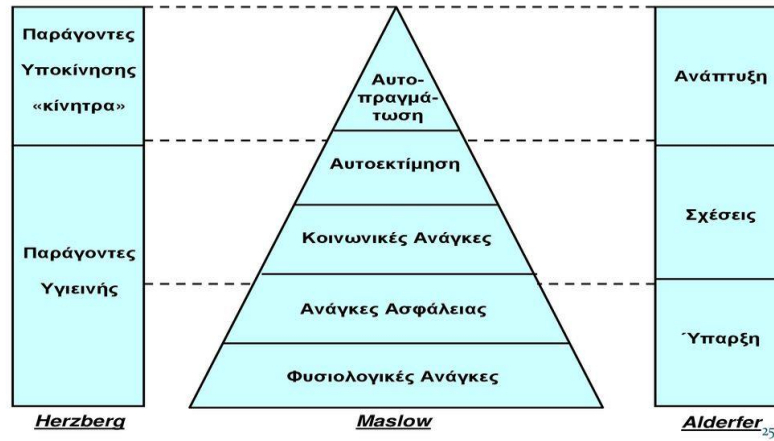 Παράγοντες
Υποκίνησης
«κίνητρα»
Παράγοντες
Υγιεινής
Herzberg
Αυτο-
πραγμά-
τωση
Αυτοεκτίμηση
Κοινωνικές Ανάγκες
Ανάγκες Ασφάλειας
Φυσιολογικές Ανάγκες
Maslow
Ανάπτυξη
Σχέσεις
Ύπαρξη
Alderfer
25